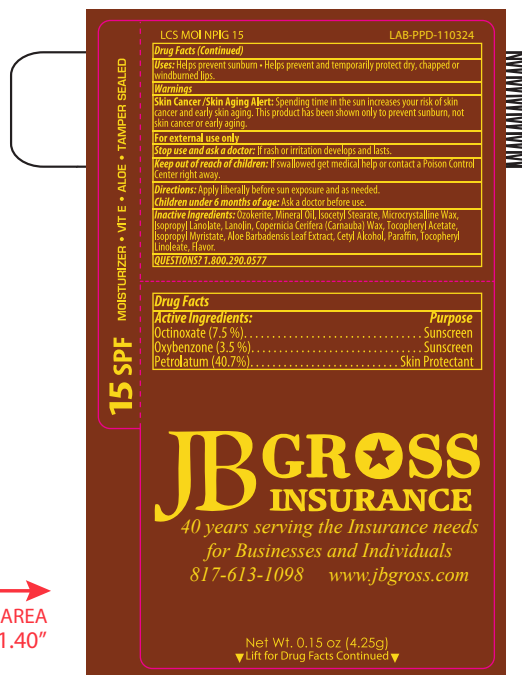 LCS MOI NPIG 15 LAB-PPD-110324
Drug Facts (Continued)
Uses: Helps prevent sunburn • Helps prevent and temporarily protect dry, chapped or
windburned lips.
Warnings
Skin Cancer /Skin Aging Alert: Spending time in the sun increases your risk of skin
cancer and early skin aging. This product has been shown only to prevent sunburn, not
skin cancer or early aging.
For external use only
Stop use and ask a doctor: If rash or irritation develops and lasts.
Keep out of reach of children: If swallowed get medical help or contact a Poison Control
Center right away.
Directions: Apply liberally before sun exposure and as needed.
Children under 6 months of age: Ask a doctor before use.
Inactive Ingredients: Ozokerite, Mineral Oil, Isocetyl Stearate, Microcrystalline Wax,
Isopropyl Lanolate, Lanolin, Copernicia Cerifera (Carnauba) Wax, Tocopheryl Acetate,
Isopropyl Myristate, Aloe Barbadensis Leaf Extract, Cetyl Alcohol, Paraffin, Tocopheryl
Linoleate, Flavor.
QUESTIONS? 1.800.290.0577
15 SPF MOISTURIZER • VIT E • ALOE • TAMPER SEALED
Drug Facts
Active Ingredients: Purpose
Octinoxate (7.5 %)..............................Sunscreen
Oxybenzone (3.5 %).............................Sunscreen
Petrolatum (40.7%).........................Skin Protectant
JB GROSS
INSURANCE
40 years serving the Insurance needs
for Businesses and Individuals
817-613-1098 www.jbgross.com
AREA
1.40"
Net Wt. 0.15 oz (4.25g)
▼Lift for Drug Facts Continued▼